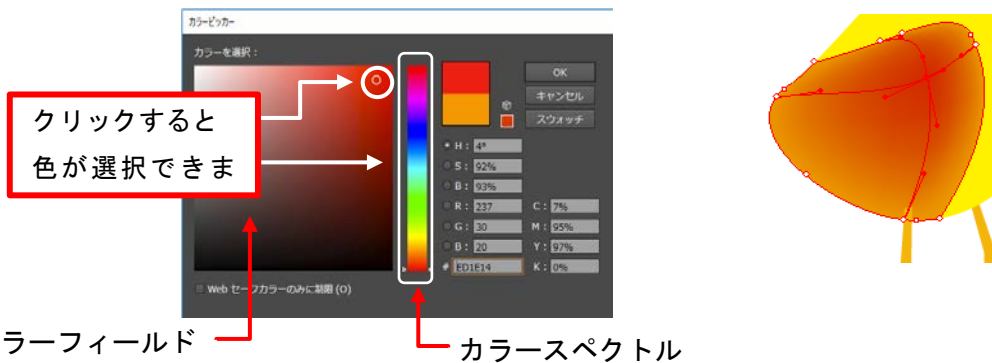 カラーピッカー
カラーを選択：
OK
キャンセル
スウォッチ
クリックすると
色が選択できま
H： 4°
S： 92%
B： 93%
R： 237
C： 7%
G： 30
M： 95%
B： 20
Y： 97%
# ED1E14
K： 0%
Web セーフカラーのみに制限 (O)
ラーフィールド
カラースペクトル